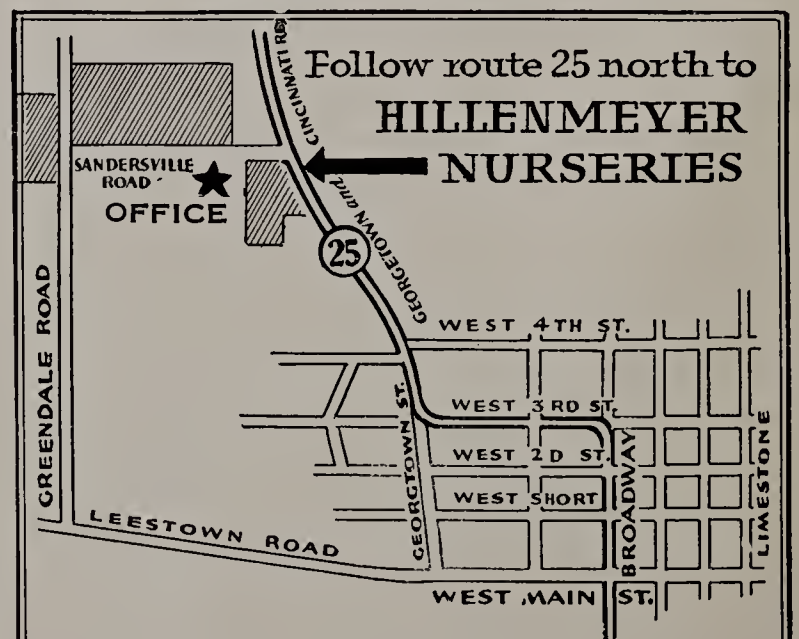 Follow route 25 north to
HILLENMEYER
NURSERIES
GEORGETOWN and CINCINNATI RD
SANDERSVILLE
ROAD
OFFICE
25
GREENDALE ROAD
WEST 4TH ST.
WEST 3RD ST.
WEST 2D ST.
WEST SHORT
GEORGTOWN ST.
BROADWAY
LIMESTONE
LEESTOWN ROAD
WEST MAIN ST.